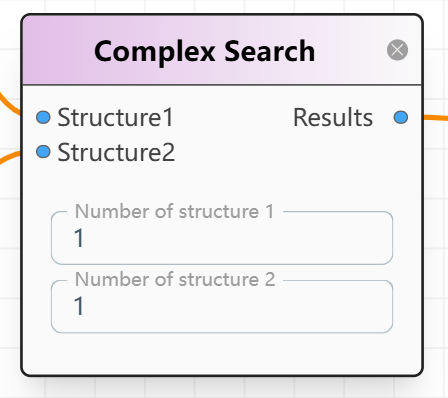 Complex Search
Structure1 Results
Structure2
Number of structure 1
1
Number of structure 2
1